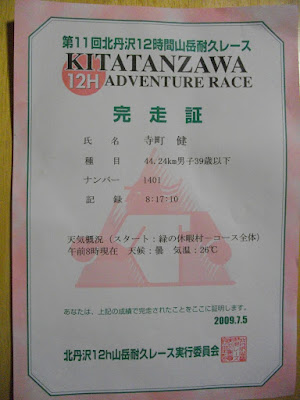 第11回北丹沢12時間山岳耐久レース
KITATANZAWA
12H ADVENTURE RACE
完走証
氏 名 寺町 健
種 目 44.24km男子39歳以下
ナンバー 1401
記 録 8:17:10
天気概況（スタート：緑の休暇村－コース全体）
午前8時現在 天候：曇 気温：26℃
あなたは、上記の成績で完走されたことをここに証明します。
2009.7.5
北丹沢12h山岳耐久レース実行委員会